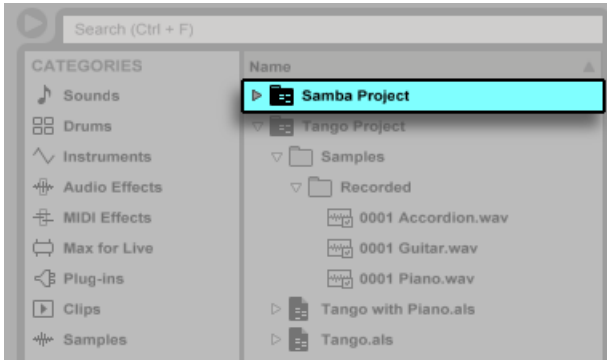 Search (Ctrl + F)
CATEGORIES
Sounds
Drums
Instruments
Audio Effects
MIDI Effects
Max for Live
Plug-ins
Clips
Samples
Name
Samba Project
Tango Project
Samples
Recorded
0001 Accordion.wav
0001 Guitar.wav
0001 Piano.wav
Tango with Piano.als
Tango.als